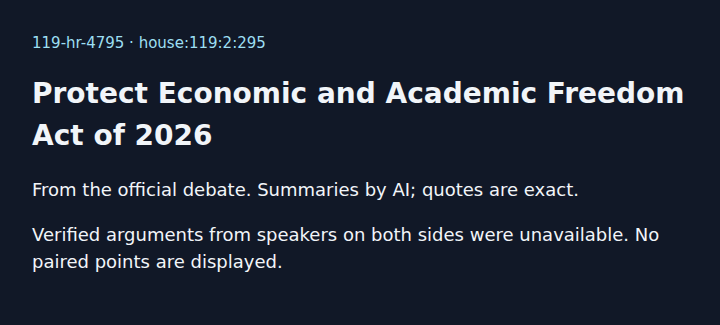 119-hr-4795 · house:119:2:295
Protect Economic and Academic Freedom
Act of 2026
From the official debate. Summaries by AI; quotes are exact.
Verified arguments from speakers on both sides were unavailable. No
paired points are displayed.